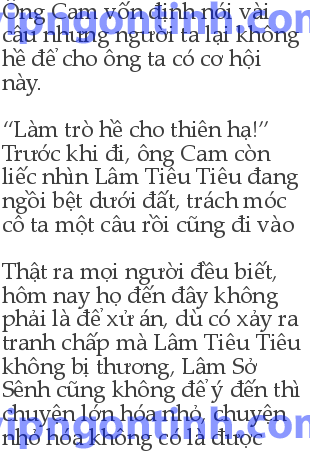 Ông Cam vốn định nói vài
câu nhưng người ta lại không
hề để cho ông ta có cơ hội
này.
“Làm trò hề cho thiên hạ!”
Trước khi đi, ông Cam còn
liếc nhìn Lâm Tiêu Tiêu đang
ngồi bệt dưới đất, trách móc
cô ta một câu rồi cũng đi vào
Thật ra mọi người đều biết,
hôm nay họ đến đây không
phải là để xử án, dù có xảy ra
tranh chấp mà Lâm Tiêu Tiêu
không bị thương, Lâm Sở
Sênh cũng không để ý đến thì
chuyện lớn hóa nhỏ, chuyện
nhỏ hóa không có là được
vipngontinh.com